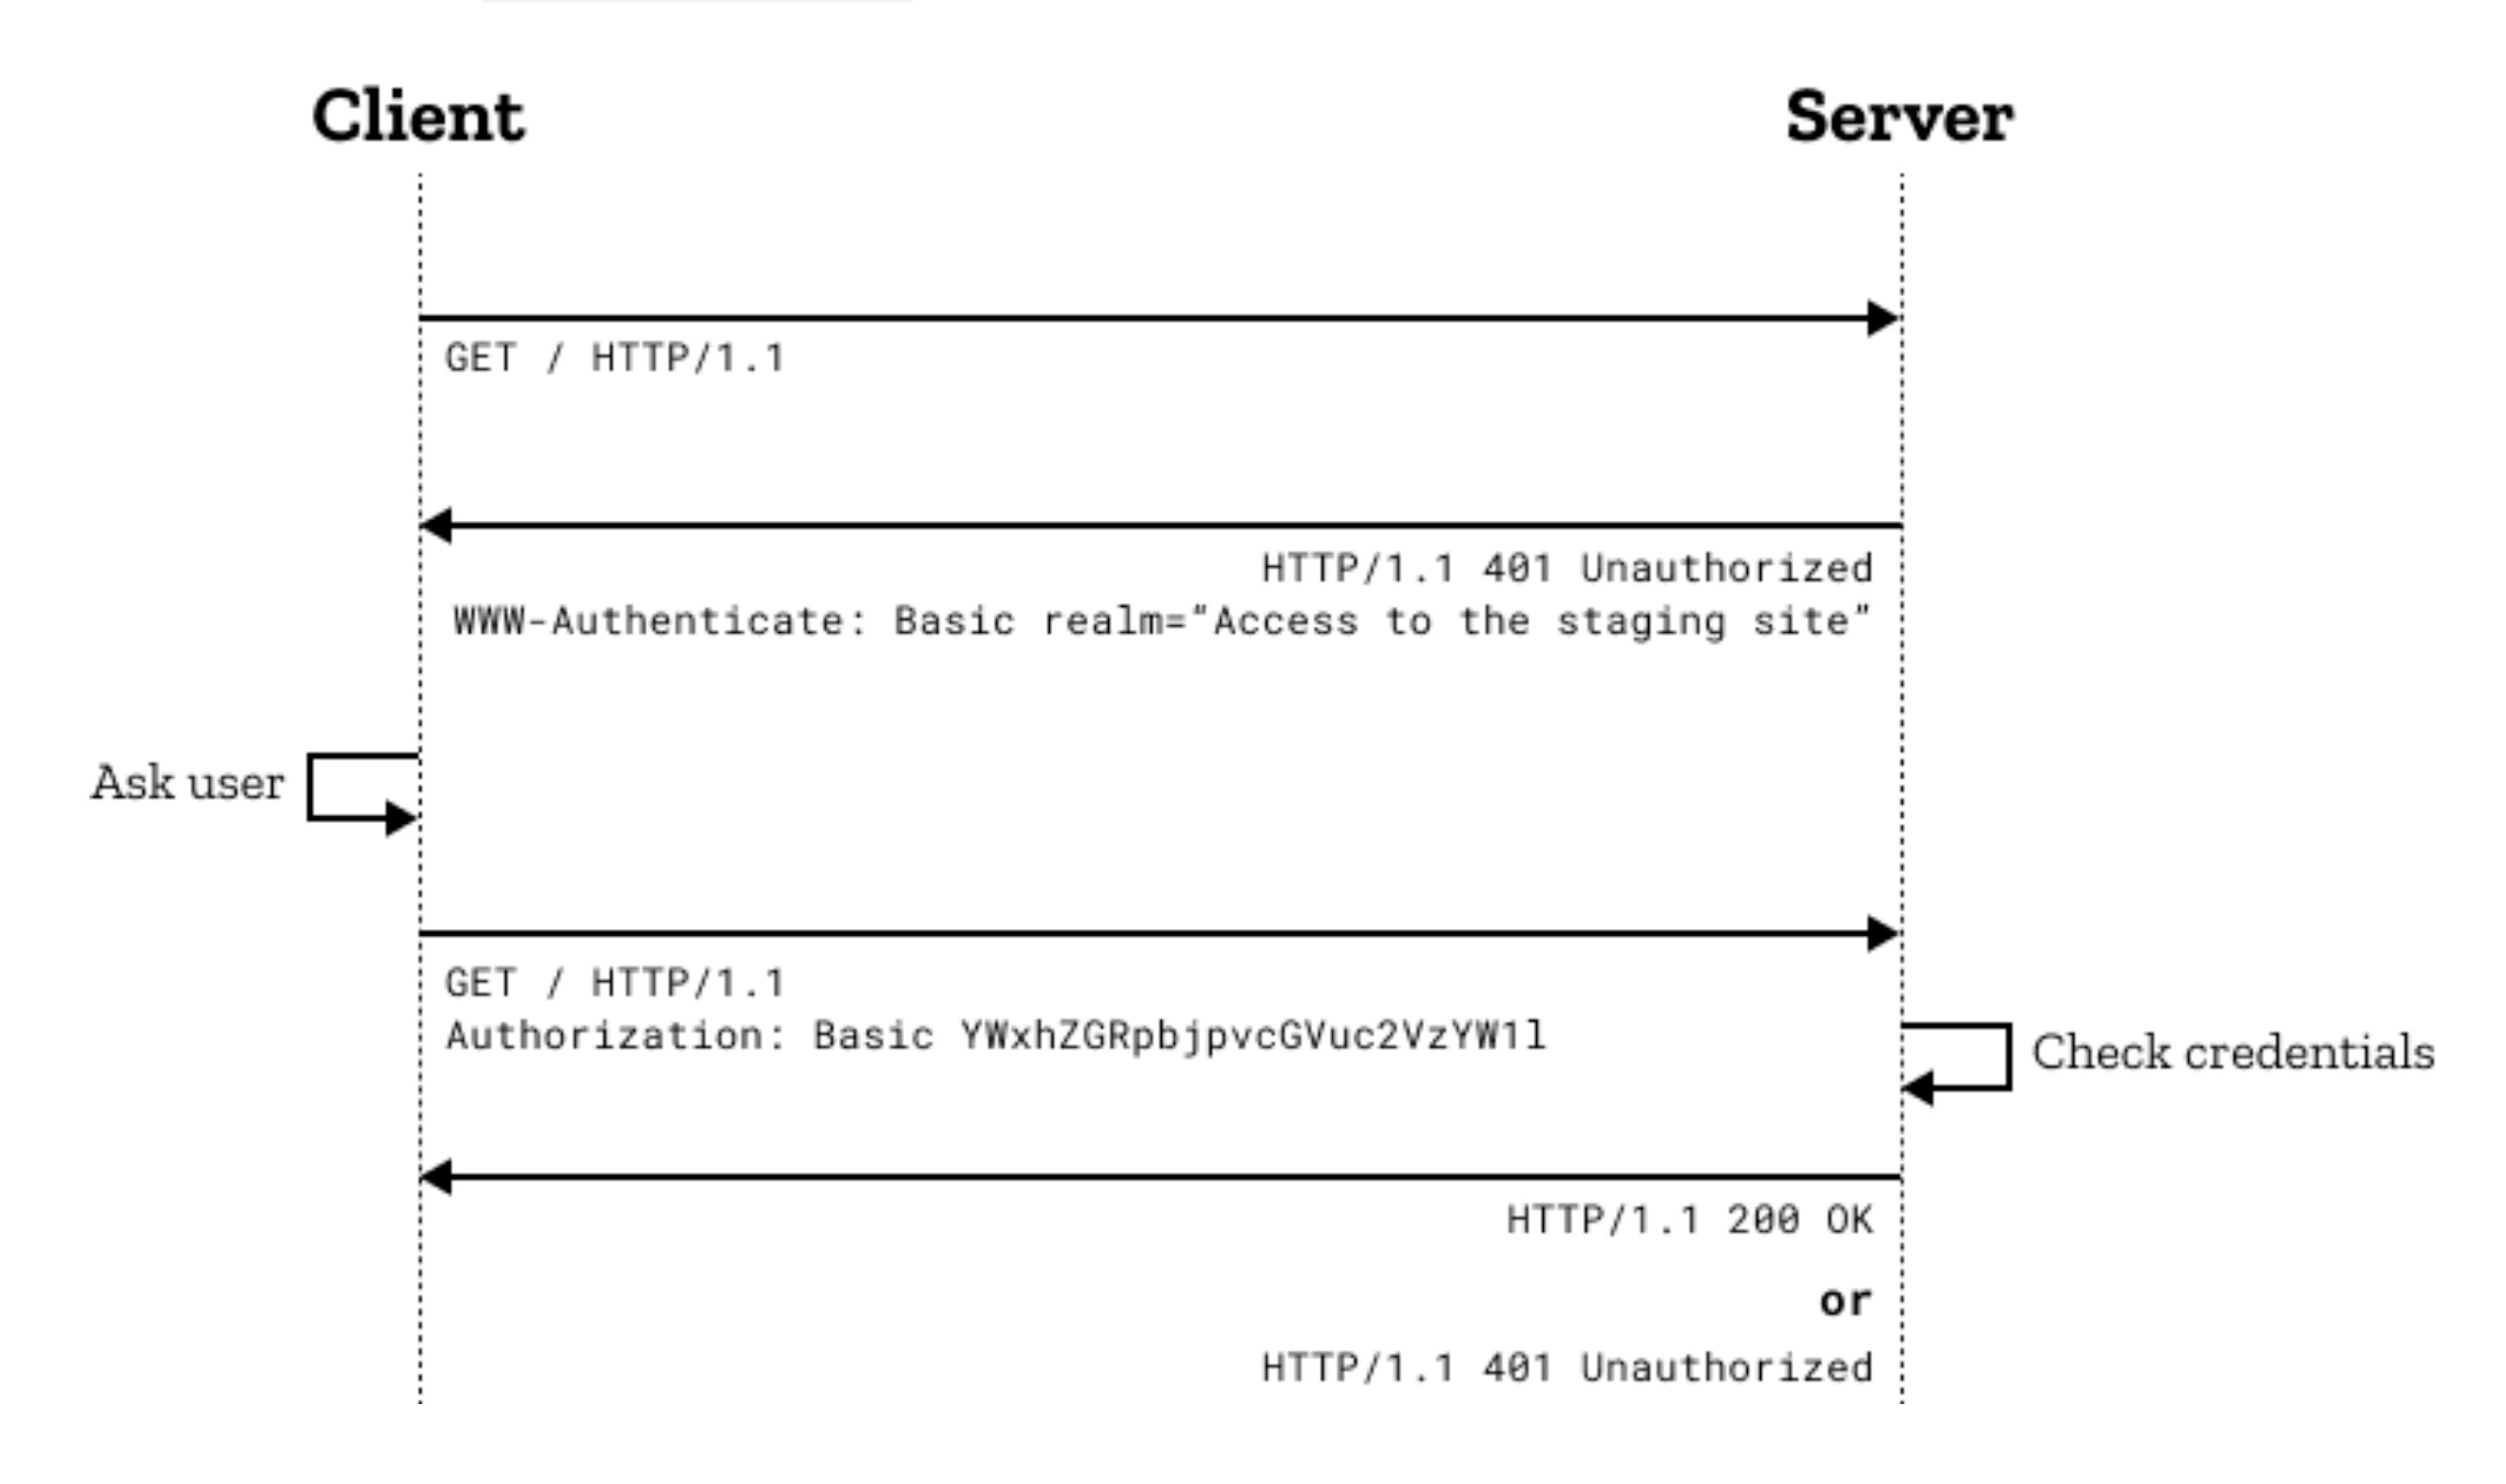 Client
Server
GET / HTTP/1.1
HTTP/1.1 401 Unauthorized
WWW-Authenticate: Basic realm="Access to the staging site"
Ask user
GET / HTTP/1.1
Authorization: Basic YWxhZGRpbjpvcGVuc2VzYW1l
Check credentials
HTTP/1.1 200 OK
or
HTTP/1.1 401 Unauthorized